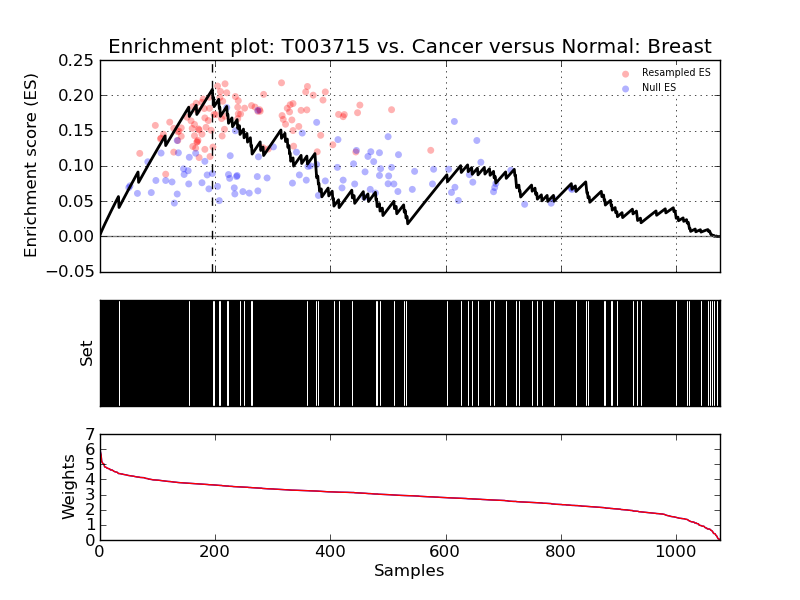 Enrichment plot: T003715 vs. Cancer versus Normal: Breast
Enrichment score (ES)
0.25
0.20
0.15
0.10
0.05
0.00
−0.05
Resampled ES
Null ES
Set
Weights
7
6
5
4
3
2
1
0
0 200 400 600 800 1000
Samples